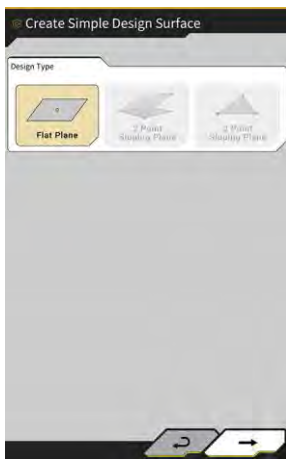 Create Simple Design Surface
Design Type
Flat Plane
2 Point
Sloping Plane
3 Point
Sloping Plane